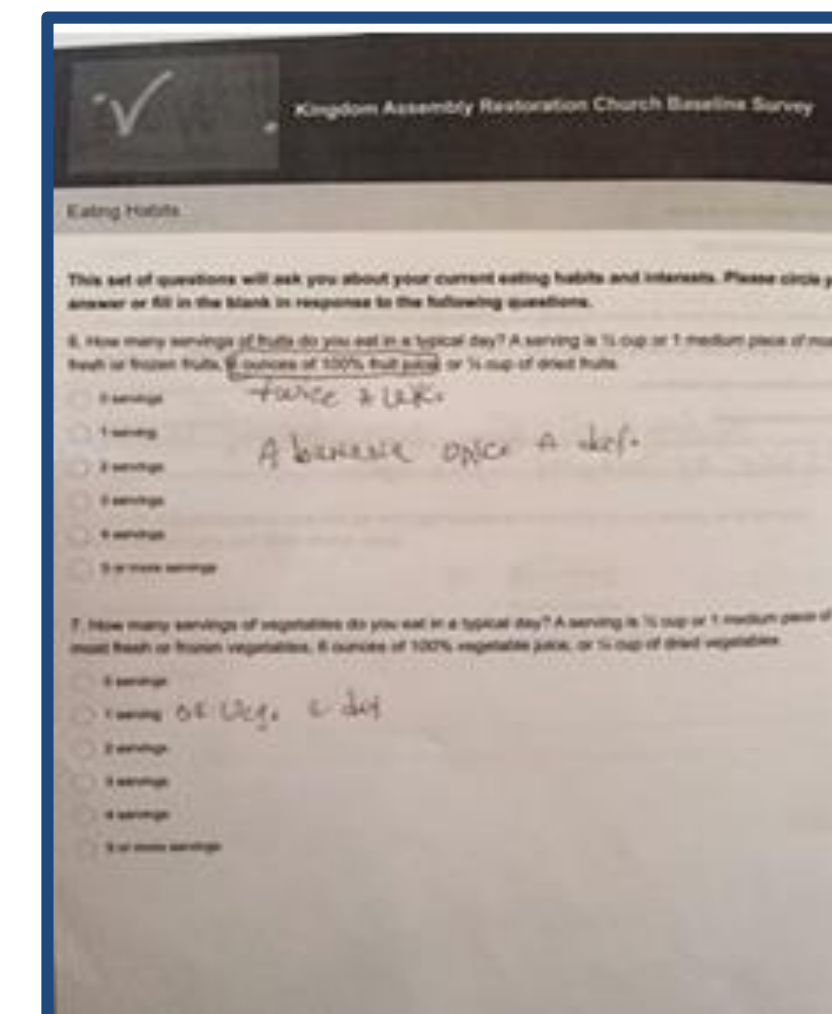 Kingdom Assembly Restoration Church Baseline Survey
Eating Habits
This set of questions will ask you about your current eating habits and interests. Please circle
answer or fill in the blank in response to the following questions.
6. How many servings of fruits do you eat in a typical day? A serving is ½ cup or 1 medium piece of
fresh or frozen fruits, 6 ounces of 100% fruit juice or ¼ cup of dried fruits.
0 servings
twice a wk.
1 serving
A banana once A day.
2 servings
3 servings
4 servings
5 or more servings
7. How many servings of vegetables do you eat in a typical day? A serving is ½ cup or 1 medium piece of
most fresh or frozen vegetables, 6 ounces of 100% vegetable juice, or ¼ cup of dried vegetables.
0 servings
1 serving of Veg. a day
2 servings
3 servings
4 servings
5 or more servings